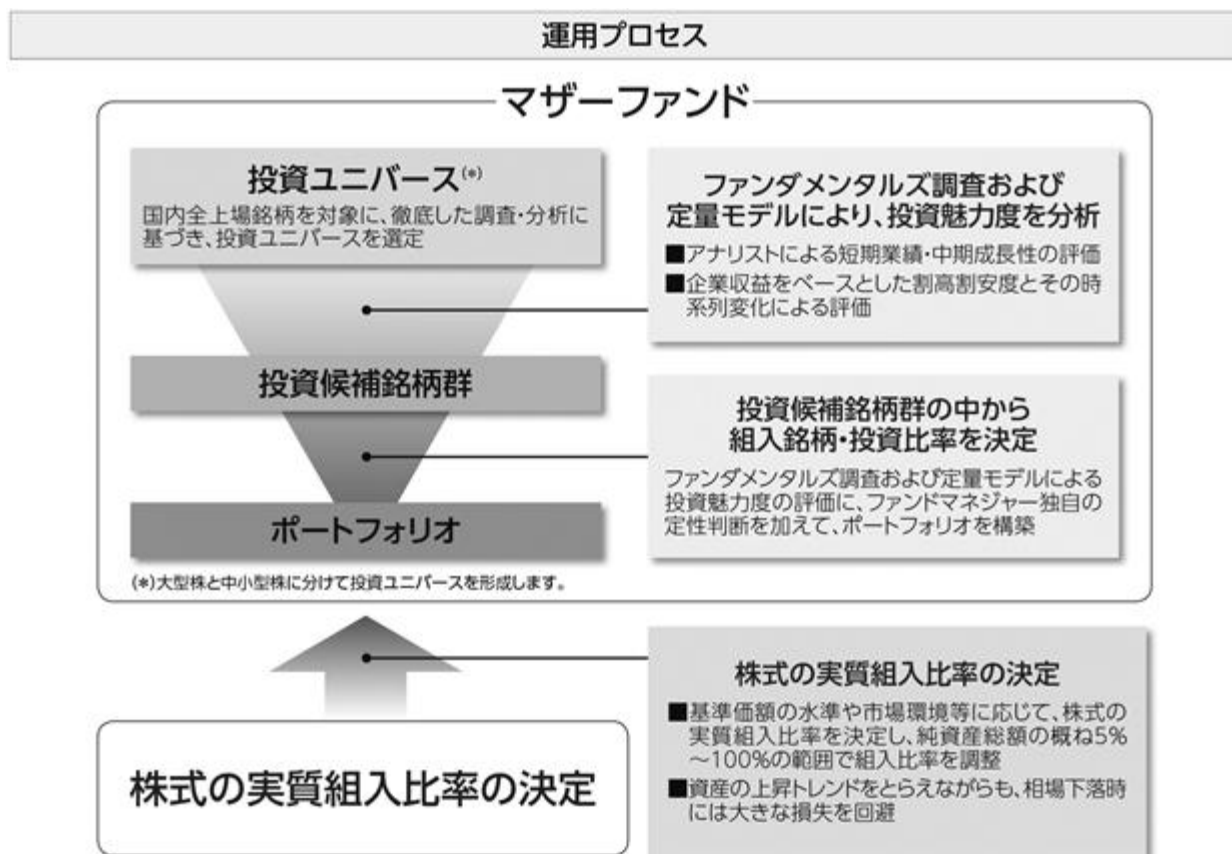 運用プロセス
マザーファンド
投資ユニバース(*)
国内全上場銘柄を対象に、徹底した調査・分析に
基づき、投資ユニバースを選定
ファンダメンタルズ調査および
定量モデルにより、投資魅力度を分析
■アナリストによる短期業績・中期成長性の評価
■企業収益をベースとした割高割安度とその時
系列変化による評価
投資候補銘柄群
投資候補銘柄群の中から
組入銘柄・投資比率を決定
ファンダメンタルズ調査および定量モデルによる
投資魅力度の評価に、ファンドマネジャー独自の
定性判断を加えて、ポートフォリオを構築
ポートフォリオ
(*)大型株と中小型株に分けて投資ユニバースを形成します。
株式の実質組入比率の決定
株式の実質組入比率の決定
■基準価額の水準や市場環境等に応じて、株式の
実質組入比率を決定し、純資産総額の概ね5%
～100%の範囲で組入比率を調整
■資産の上昇トレンドをとらえながらも、相場下落時
には大きな損失を回避